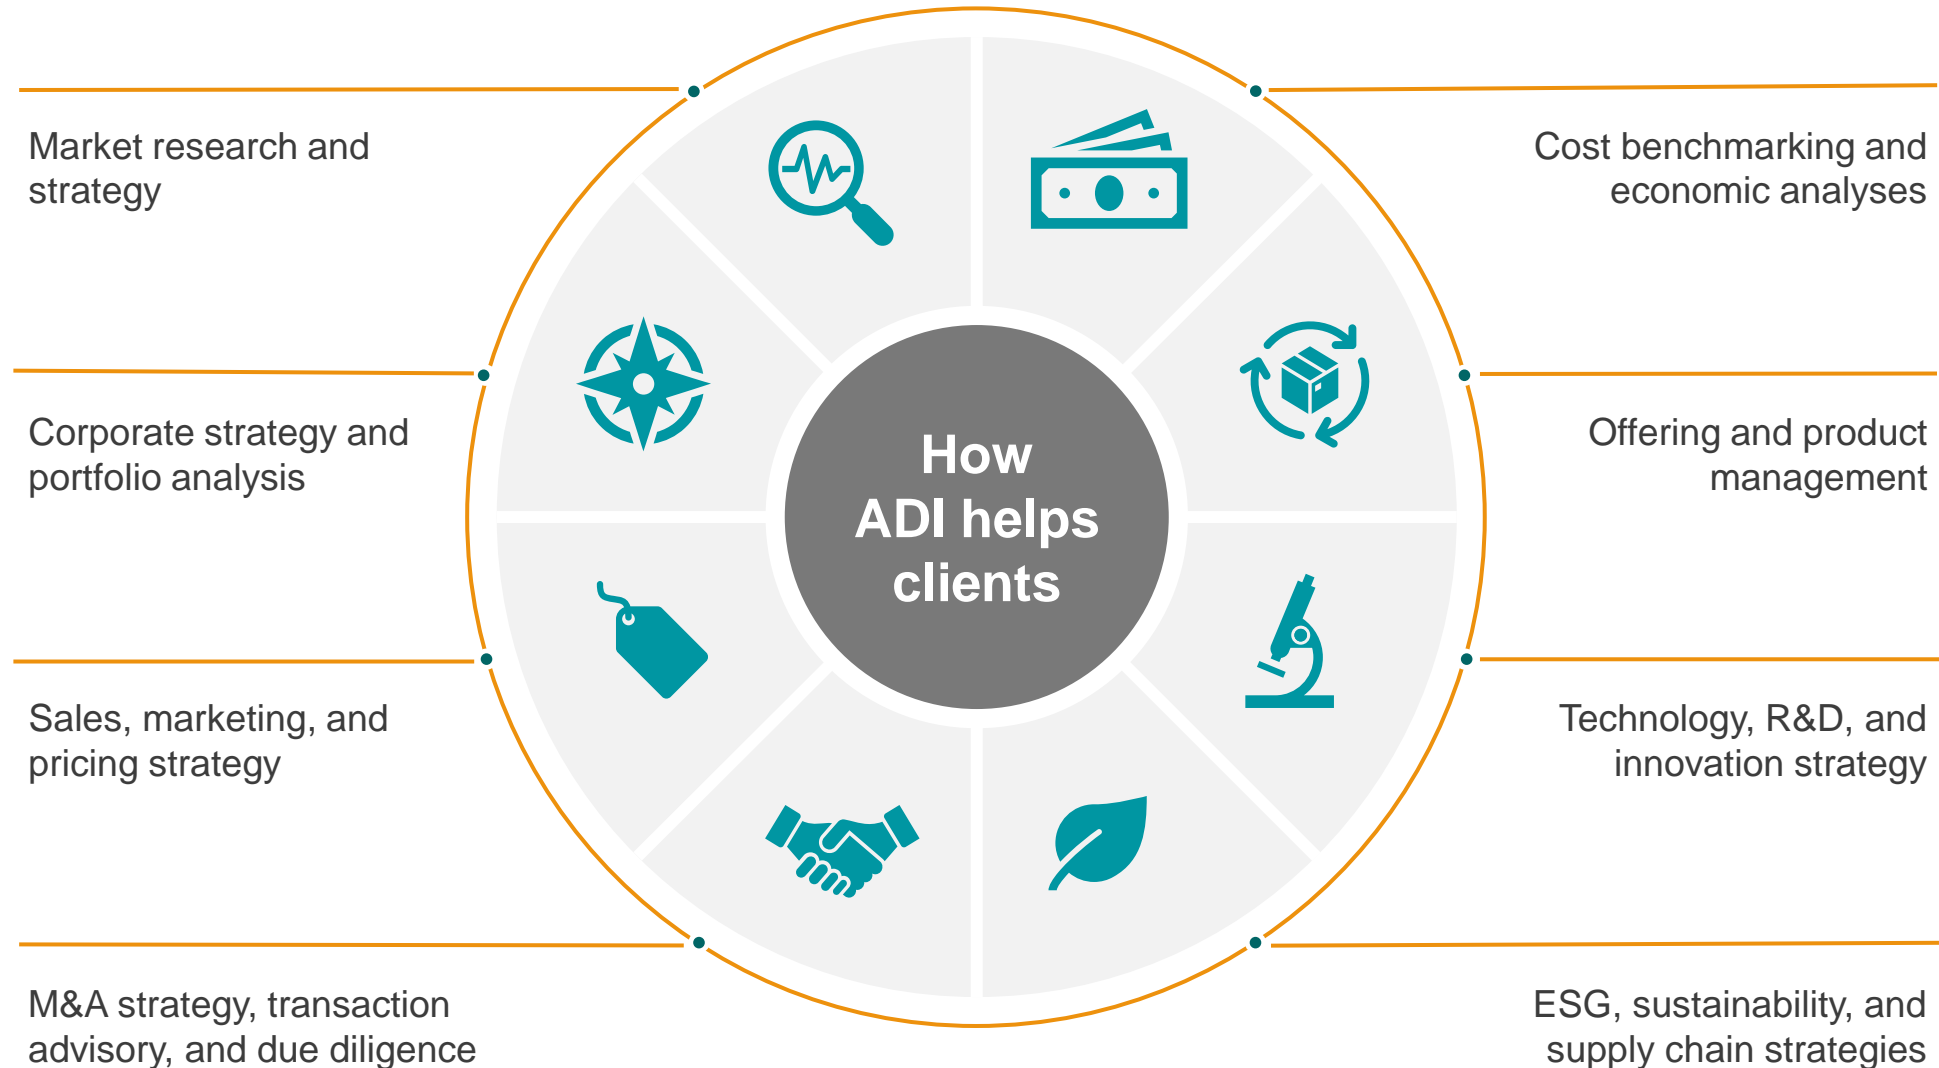 Market research and
strategy
Corporate strategy and
portfolio analysis
Sales, marketing, and
pricing strategy
M&A strategy, transaction
advisory, and due diligence
How
ADI helps
clients
Cost benchmarking and
economic analyses
Offering and product
management
Technology, R&D, and
innovation strategy
ESG, sustainability, and
supply chain strategies